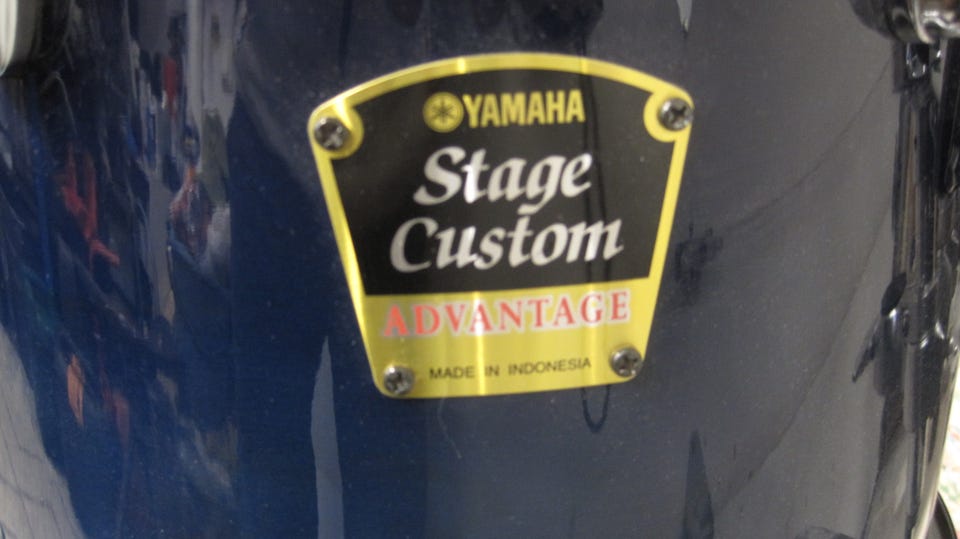 YAMAHA
Stage
Custom
ADVANTAGE
MADE IN INDONESIA